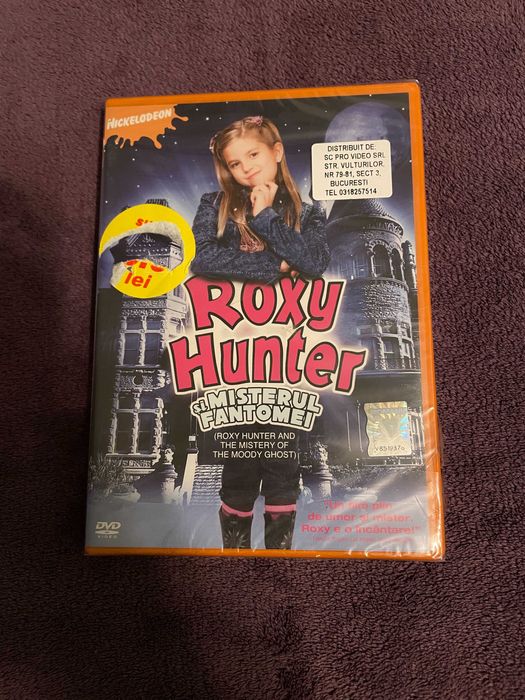 NICKELODEON
DISTRIBUIT DE:
SC PRO VIDEO SRL
STR. VULTURILOR,
NR 79-81, SECT 3,
BUCURESTI
TEL 0318257514
lei
ROXY
HUNTER
ȘI MISTERUL
FANTOMEI
(ROXY HUNTER AND
THE MISTERY OF
THE MOODY GHOST)
"Un film plin
de umor și mister.
Roxy e o încântare!"
DVD
VIDEO